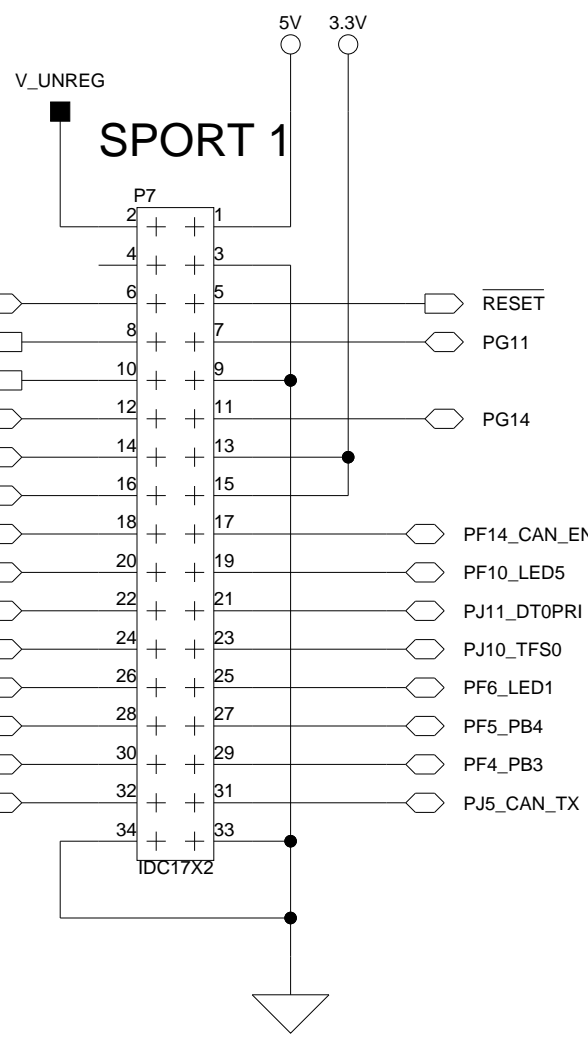 5V 3.3V
V_UNREG
SPORT 1
P7
2 1
4 3
6 5 RESET
8 7 PG11
10 9
12 11 PG14
14 13
16 15
18 17 PF14_CAN_EN
20 19 PF10_LED5
22 21 PJ11_DT0PRI
24 23 PJ10_TFS0
26 25 PF6_LED1
28 27 PF5_PB4
30 29 PF4_PB3
32 31 PJ5_CAN_TX
34 33
IDC17X2